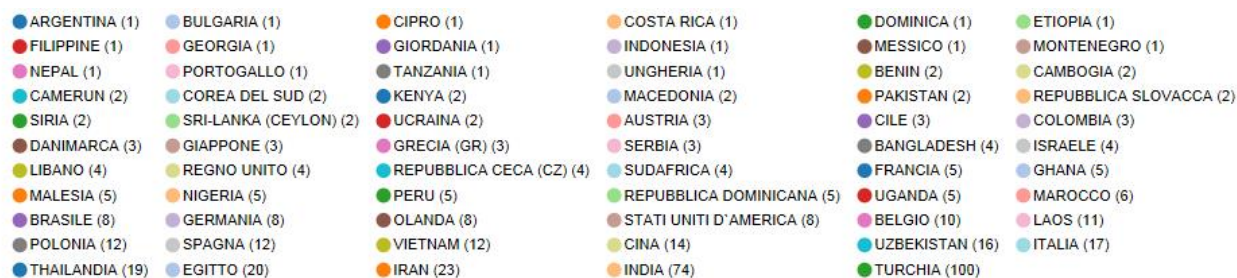 ARGENTINA (1) BULGARIA (1) CIPRO (1) COSTA RICA (1) DOMINICA (1) ETIOPIA (1)
FILIPPINE (1) GEORGIA (1) GIORDANIA (1) INDONESIA (1) MESSICO (1) MONTENEGRO (1)
NEPAL (1) PORTOGALLO (1) TANZANIA (1) UNGHERIA (1) BENIN (2) CAMBOGIA (2)
CAMERUN (2) COREA DEL SUD (2) KENYA (2) MACEDONIA (2) PAKISTAN (2) REPUBBLICA SLOVACCA (2)
SIRIA (2) SRI-LANKA (CEYLON) (2) UCRAINA (2) AUSTRIA (3) CILE (3) COLOMBIA (3)
DANIMARCA (3) GIAPPONE (3) GRECIA (GR) (3) SERBIA (3) BANGLADESH (4) ISRAELE (4)
LIBANO (4) REGNO UNITO (4) REPUBBLICA CECA (CZ) (4) SUDAFRICA (4) FRANCIA (5) GHANA (5)
MALESIA (5) NIGERIA (5) PERU (5) REPUBBLICA DOMINICANA (5) UGANDA (5) MAROCCO (6)
BRASILE (8) GERMANIA (8) OLANDA (8) STATI UNITI D`AMERICA (8) BELGIO (10) LAOS (11)
POLONIA (12) SPAGNA (12) VIETNAM (12) CINA (14) UZBEKISTAN (16) ITALIA (17)
THAILANDIA (19) EGITTO (20) IRAN (23) INDIA (74) TURCHIA (100)